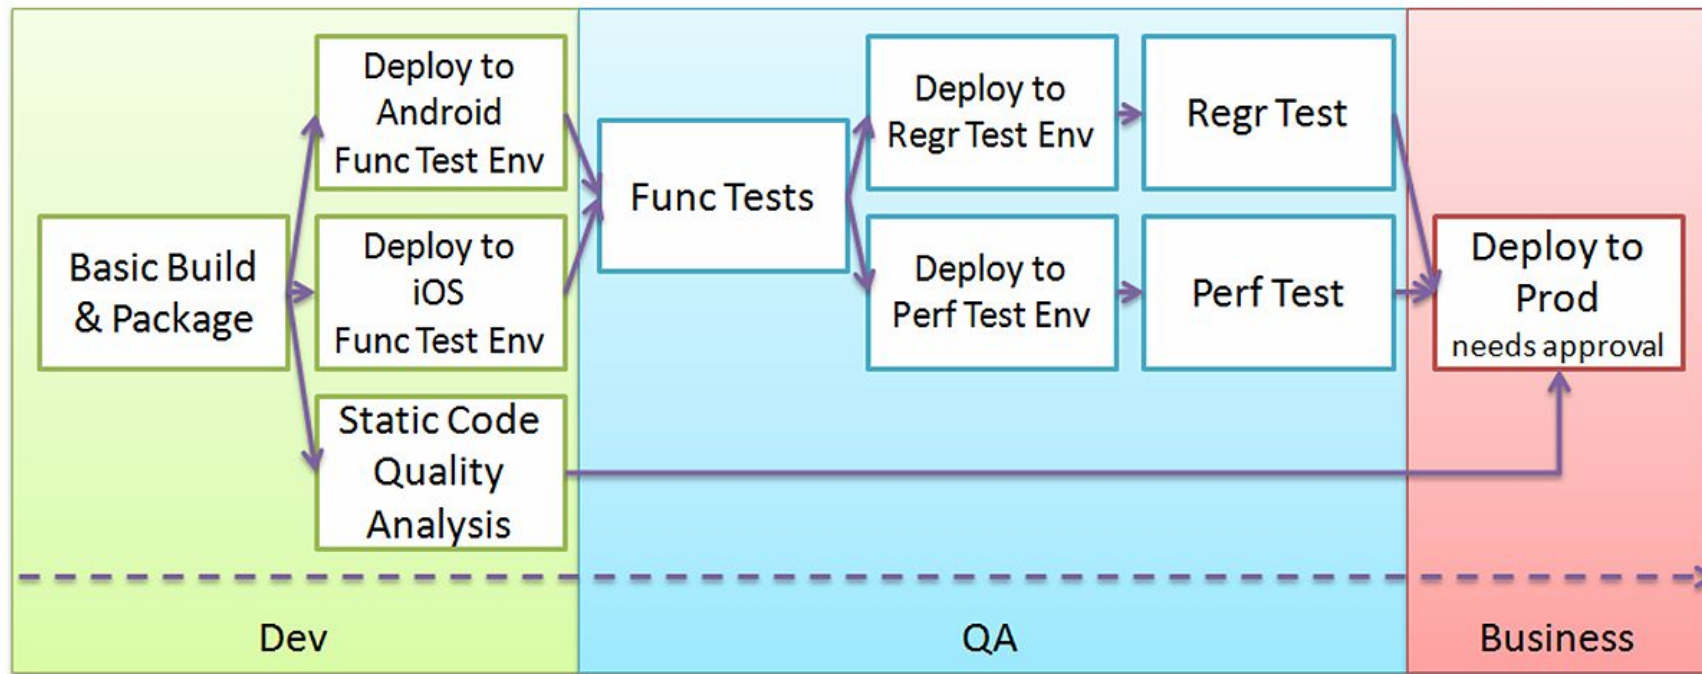 Deploy to
Android
Func Test Env
Basic Build
& Package
Deploy to
iOS
Func Test Env
Static Code
Quality
Analysis
Func Tests
Deploy to
Regr Test Env
Regr Test
Deploy to
Perf Test Env
Perf Test
Deploy to
Prod
needs approval
Dev
QA
Business